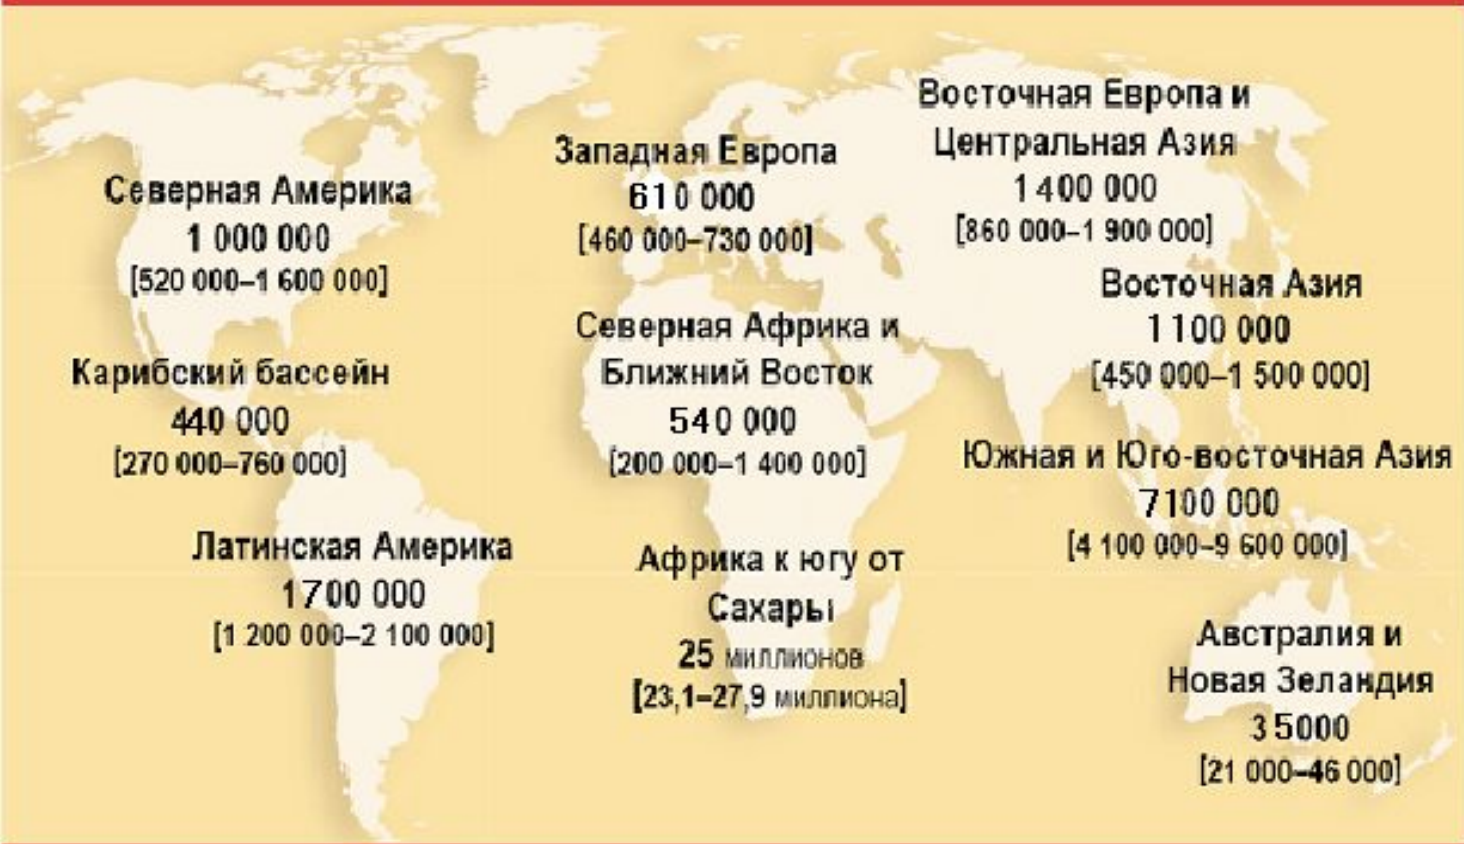 Северная Америка
1 000 000
[520 000–1 600 000]
Карибский бассейн
440 000
[270 000–760 000]
Латинская Америка
1700 000
[1 200 000–2 100 000]
Западная Европа
610 000
[460 000–730 000]
Северная Африка и
Ближний Восток
540 000
[200 000–1 400 000]
Африка к югу от
Сахары
25 миллионов
[23,1–27,9 миллиона]
Восточная Европа и
Центральная Азия
1 400 000
[860 000–1 900 000]
Восточная Азия
1 100 000
[450 000–1 500 000]
Южная и Юго-восточная Азия
7100 000
[4 100 000–9 600 000]
Австралия и
Новая Зеландия
35000
[21 000–46 000]